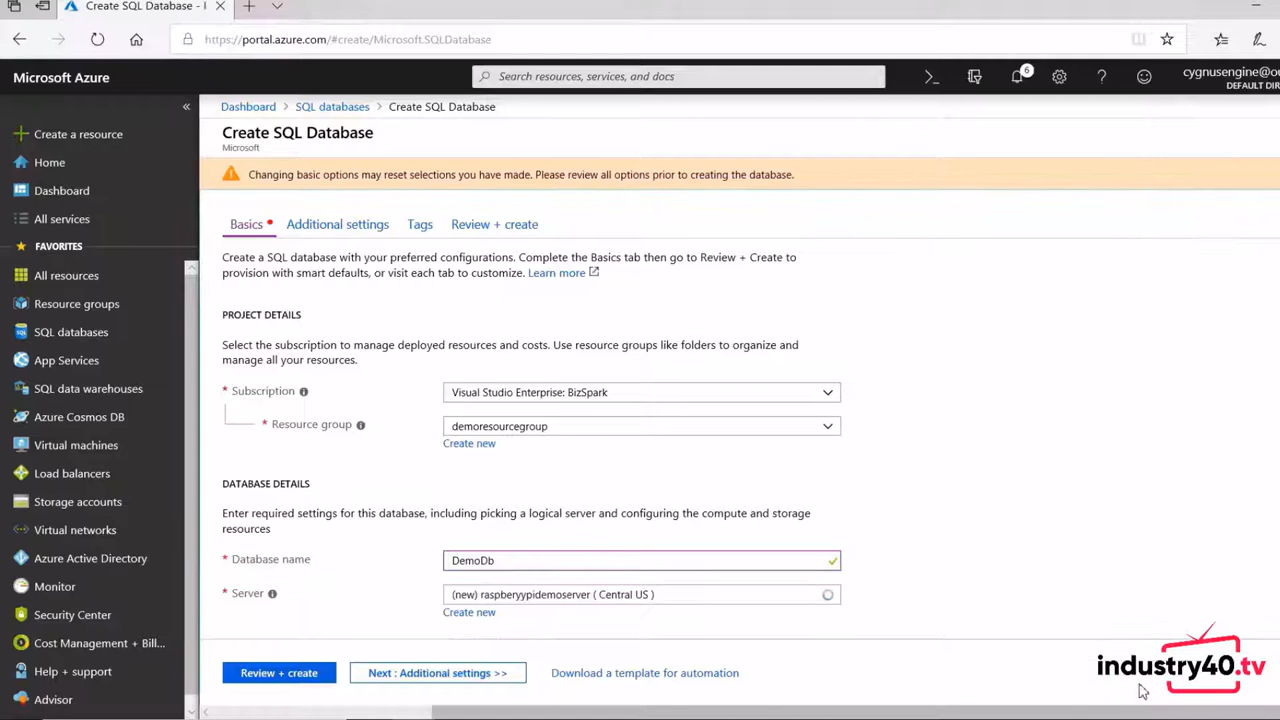 Create SQL Database -
https://portal.azure.com/#create/Microsoft.SQLDatabase
Microsoft Azure
Search resources, services, and docs
6
cygnusengine@ou
DEFAULT DIR
Dashboard > SQL databases > Create SQL Database
Create SQL Database
Microsoft
Changing basic options may reset selections you have made. Please review all options prior to creating the database.
«
Create a resource
Home
Dashboard
All services
FAVORITES
All resources
Resource groups
SQL databases
App Services
SQL data warehouses
Azure Cosmos DB
Virtual machines
Load balancers
Storage accounts
Virtual networks
Azure Active Directory
Monitor
Security Center
Cost Management + Bill...
Help + support
Advisor
Basics Additional settings Tags Review + create
Create a SQL database with your preferred configurations. Complete the Basics tab then go to Review + Create to
provision with smart defaults, or visit each tab to customize. Learn more
PROJECT DETAILS
Select the subscription to manage deployed resources and costs. Use resource groups like folders to organize and
manage all your resources.
* Subscription
Visual Studio Enterprise: BizSpark
* Resource group
demoresourcegroup
Create new
DATABASE DETAILS
Enter required settings for this database, including picking a logical server and configuring the compute and storage
resources
* Database name
DemoDb
* Server
(new) raspberyypidemoserver ( Central US )
Create new
Review + create
Next : Additional settings >>
Download a template for automation
industry40.tv